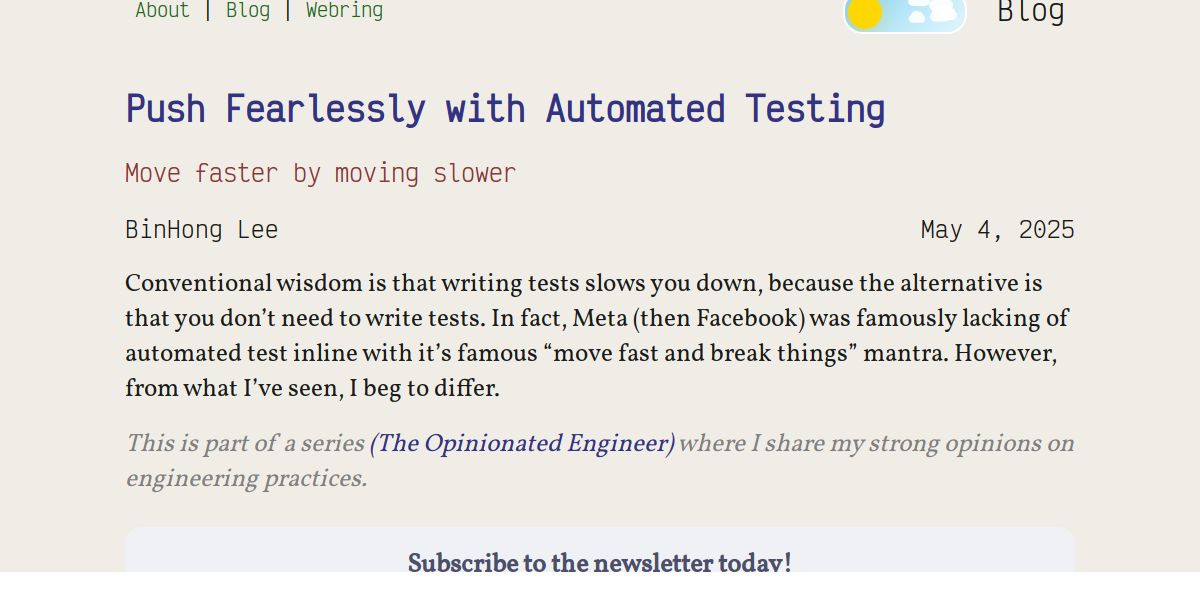 About | Blog | Webring
Blog
Push Fearlessly with Automated Testing
Move faster by moving slower
BinHong Lee
May 4, 2025
Conventional wisdom is that writing tests slows you down, because the alternative is
that you don’t need to write tests. In fact, Meta (then Facebook) was famously lacking of
automated test inline with it’s famous “move fast and break things” mantra. However,
from what I’ve seen, I beg to differ.
This is part of a series (The Opinionated Engineer) where I share my strong opinions on
engineering practices.
Subscribe to the newsletter today!